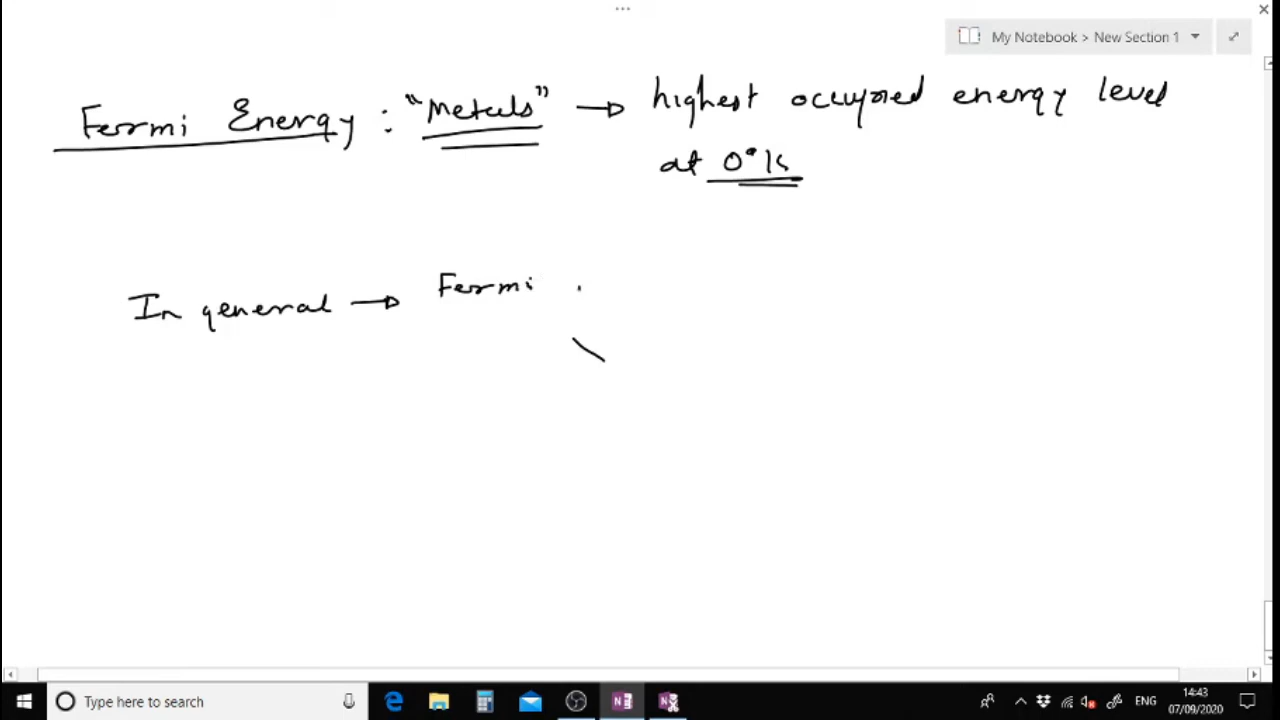 My Notebook > New Section 1
Fermi Energy : "Metals" → highest occupied energy level
at 0°K
In general → Fermi
Type here to search
ENG
14:43
07/09/2020